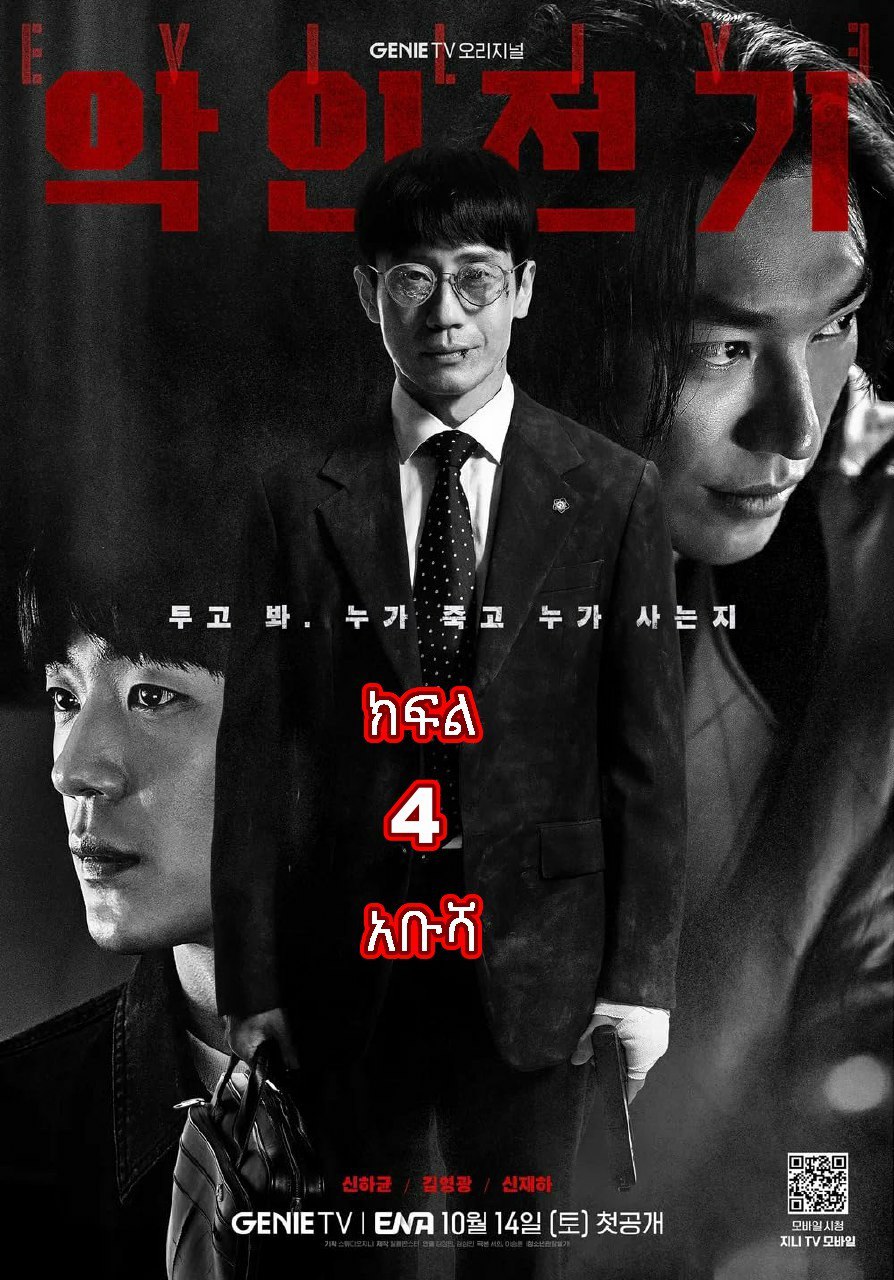 GENIE TV 오리지널
EVILIVE
악인전기
두고 봐. 누가 죽고 누가 사는지
ክፍል
4
አቡሻ
신하균 / 김영광 / 신재하
GENIE TV | ENA 10월 14일 (토) 첫공개
모바일 시청
지니 TV 모바일